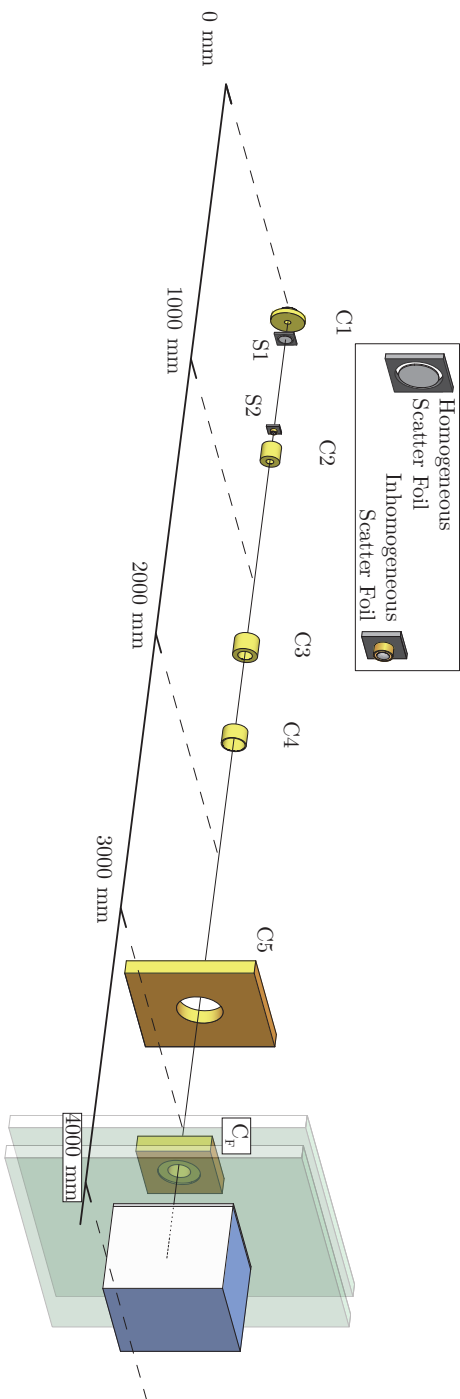 Homogeneous
Scatter Foil
Inhomogeneous
Scatter Foil
C1
S1
S2
C2
C3
C4
C5
C_F
0 mm
1000 mm
2000 mm
3000 mm
4000 mm